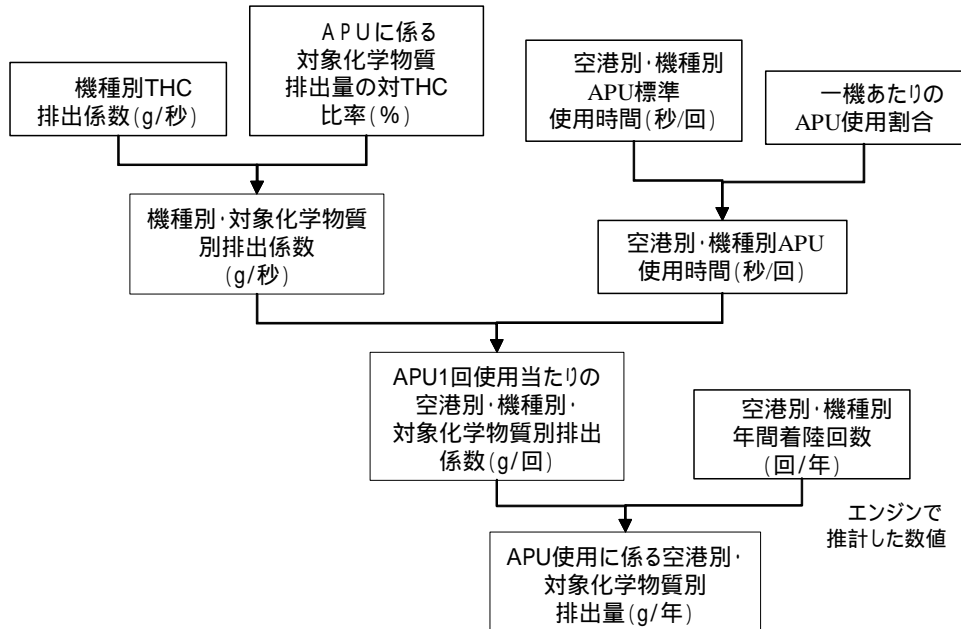 機種別THC
排出係数(g/秒)
ＡＰＵに係る
対象化学物質
排出量の対THC
比率(%)
空港別･機種別
APU標準
使用時間(秒/回)
一機あたりの
APU使用割合
機種別･対象化学物質
別排出係数
(g/秒)
空港別･機種別APU
使用時間(秒/回)
APU1回使用当たりの
空港別･機種別･
対象化学物質別排出
係数(g/回)
空港別･機種別
年間着陸回数
(回/年)
エンジンで
推計した数値
APU使用に係る空港別･
対象化学物質別
排出量(g/年)